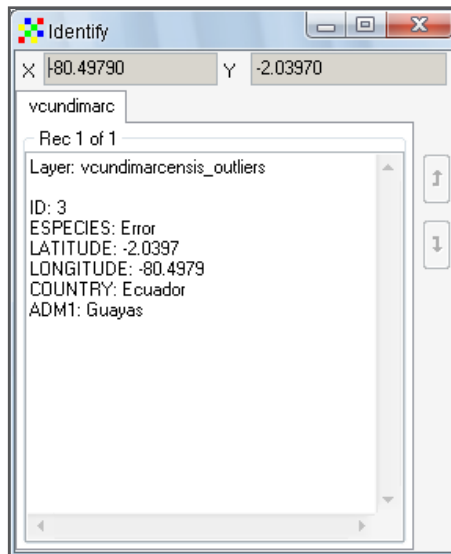 Identify
X -80.49790 Y -2.03970
vcundimarc
Rec 1 of 1
Layer: vcundimarcensis_outliers
ID: 3
ESPECIES: Error
LATITUDE: -2.0397
LONGITUDE: -80.4979
COUNTRY: Ecuador
ADM1: Guayas